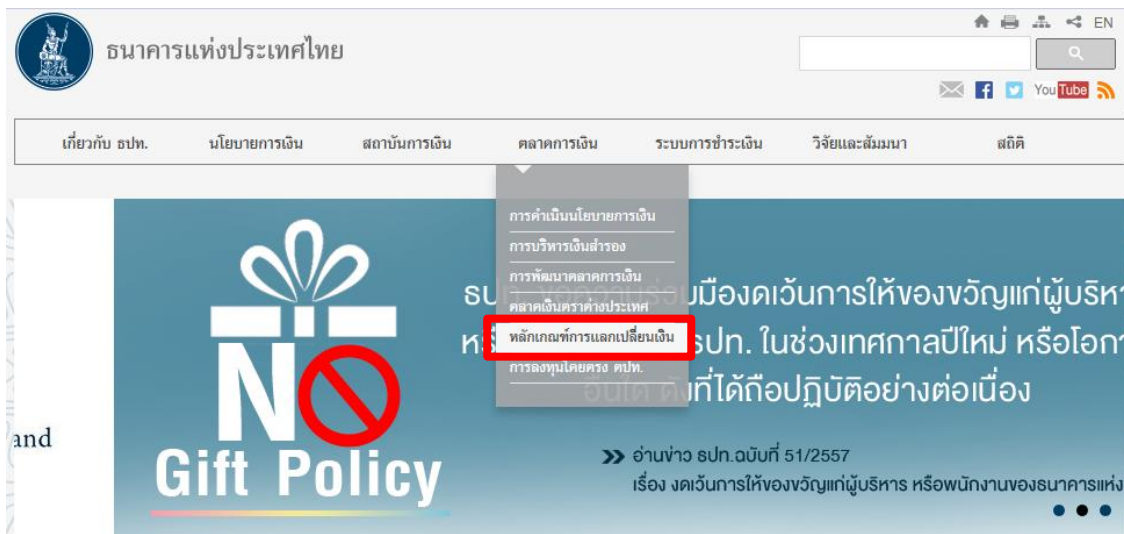 EN
ธนาคารแห่งประเทศไทย
You Tube
เกี่ยวกับ ธปท. นโยบายการเงิน สถาบันการเงิน ตลาดการเงิน ระบบการชำระเงิน วิจัยและสัมมนา สถิติ
การดำเนินนโยบายการเงิน
การบริหารเงินสำรอง
การพัฒนาตลาดการเงิน
ตลาดเงินตราต่างประเทศ
หลักเกณฑ์การแลกเปลี่ยนเงิน
การลงทุนโดยตรง ตปท.
มืองดเว้นการให้ของขวัญแก่ผู้บริห
ธปท. ในช่วงเทศกาลปีใหม่ หรือโอกา
อื่นใด ดังที่ได้ถือปฏิบัติอย่างต่อเนื่อง
and
NO
Gift Policy
อ่านข่าว ธปท.ฉบับที่ 51/2557
เรื่อง งดเว้นการให้ของขวัญแก่ผู้บริหาร หรือพนักงานของธนาคารแห่ง